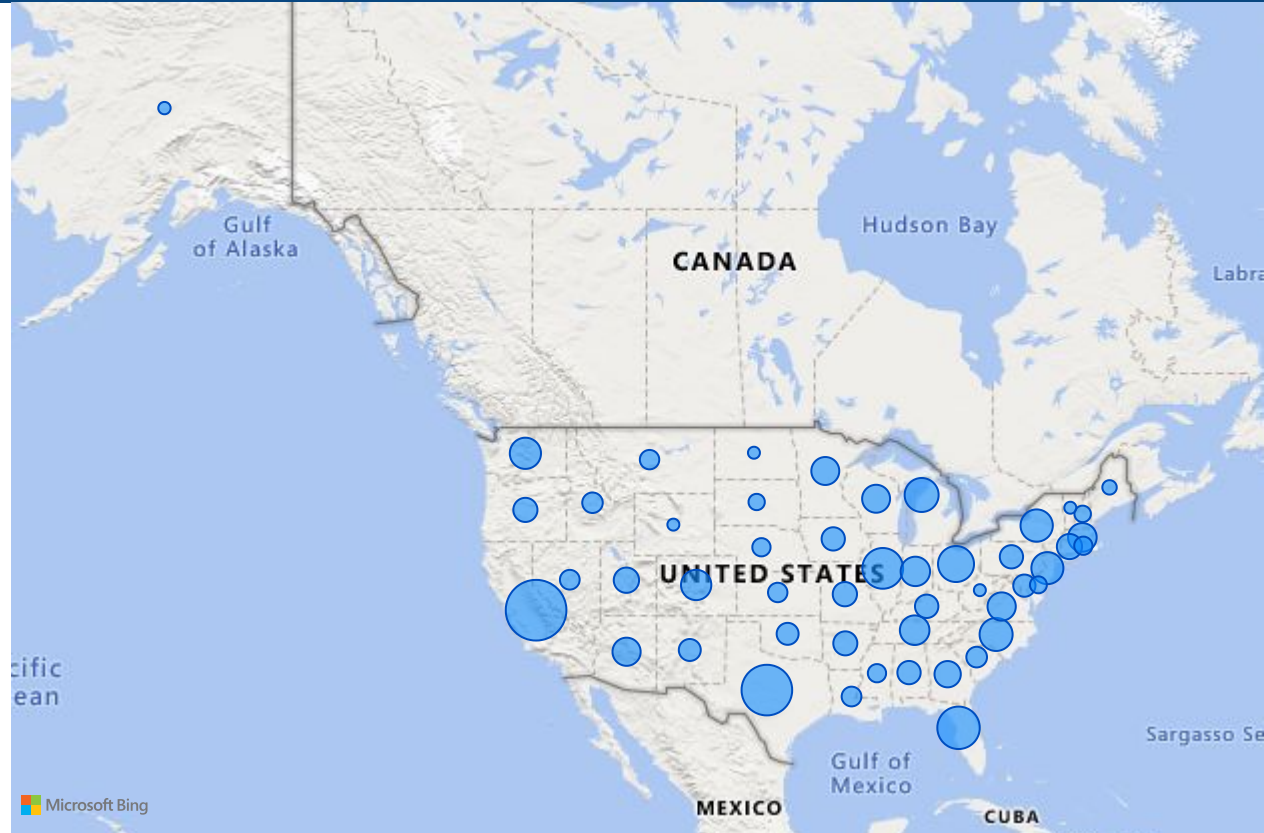 Gulf
of Alaska
Hudson Bay
CANADA
Labra
UNITED STATES
cific
ean
Sargasso Se
Gulf of
Mexico
Microsoft Bing
MEXICO
CUBA